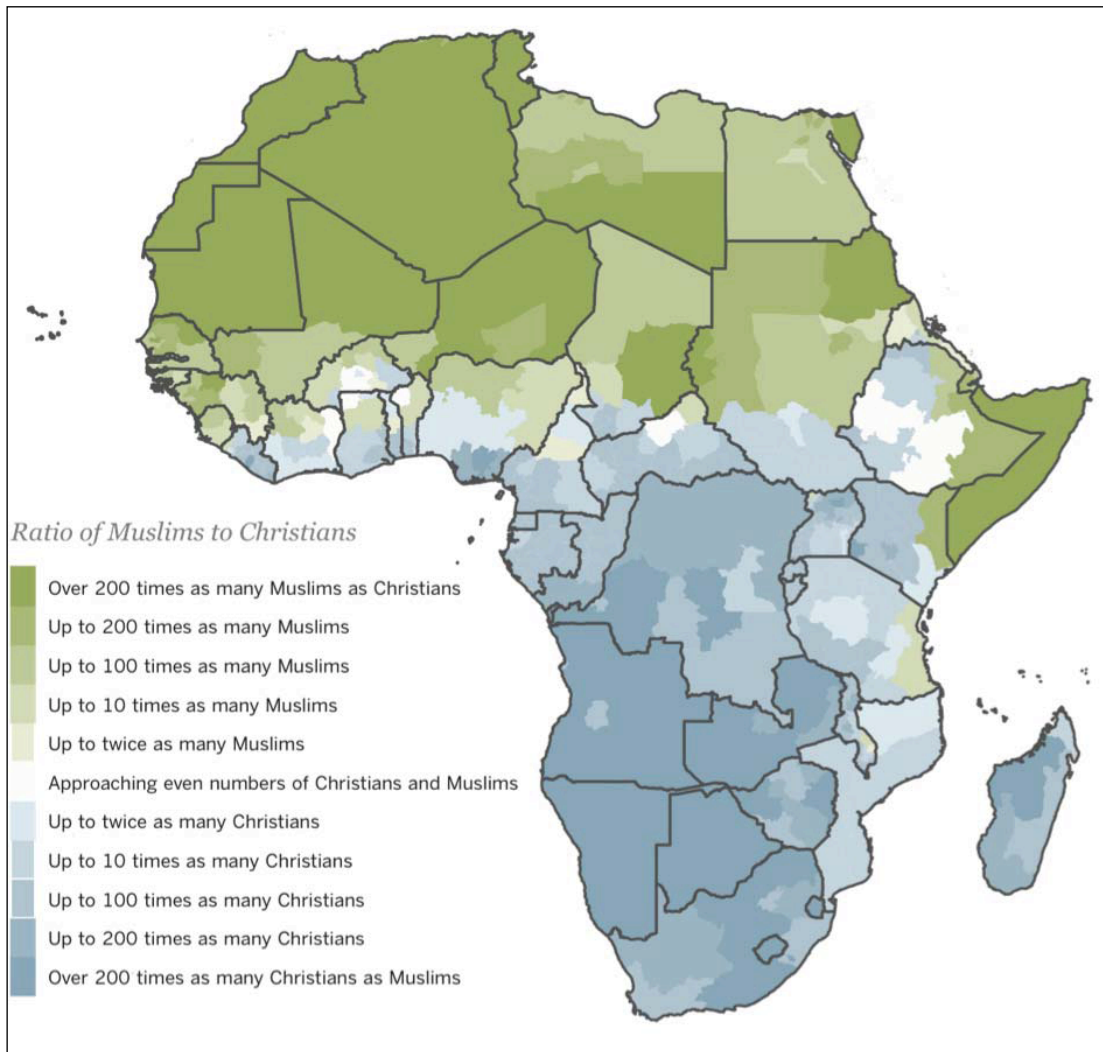 Ratio of Muslims to Christians
Over 200 times as many Muslims as Christians
Up to 200 times as many Muslims
Up to 100 times as many Muslims
Up to 10 times as many Muslims
Up to twice as many Muslims
Approaching even numbers of Christians and Muslims
Up to twice as many Christians
Up to 10 times as many Christians
Up to 100 times as many Christians
Up to 200 times as many Christians
Over 200 times as many Christians as Muslims